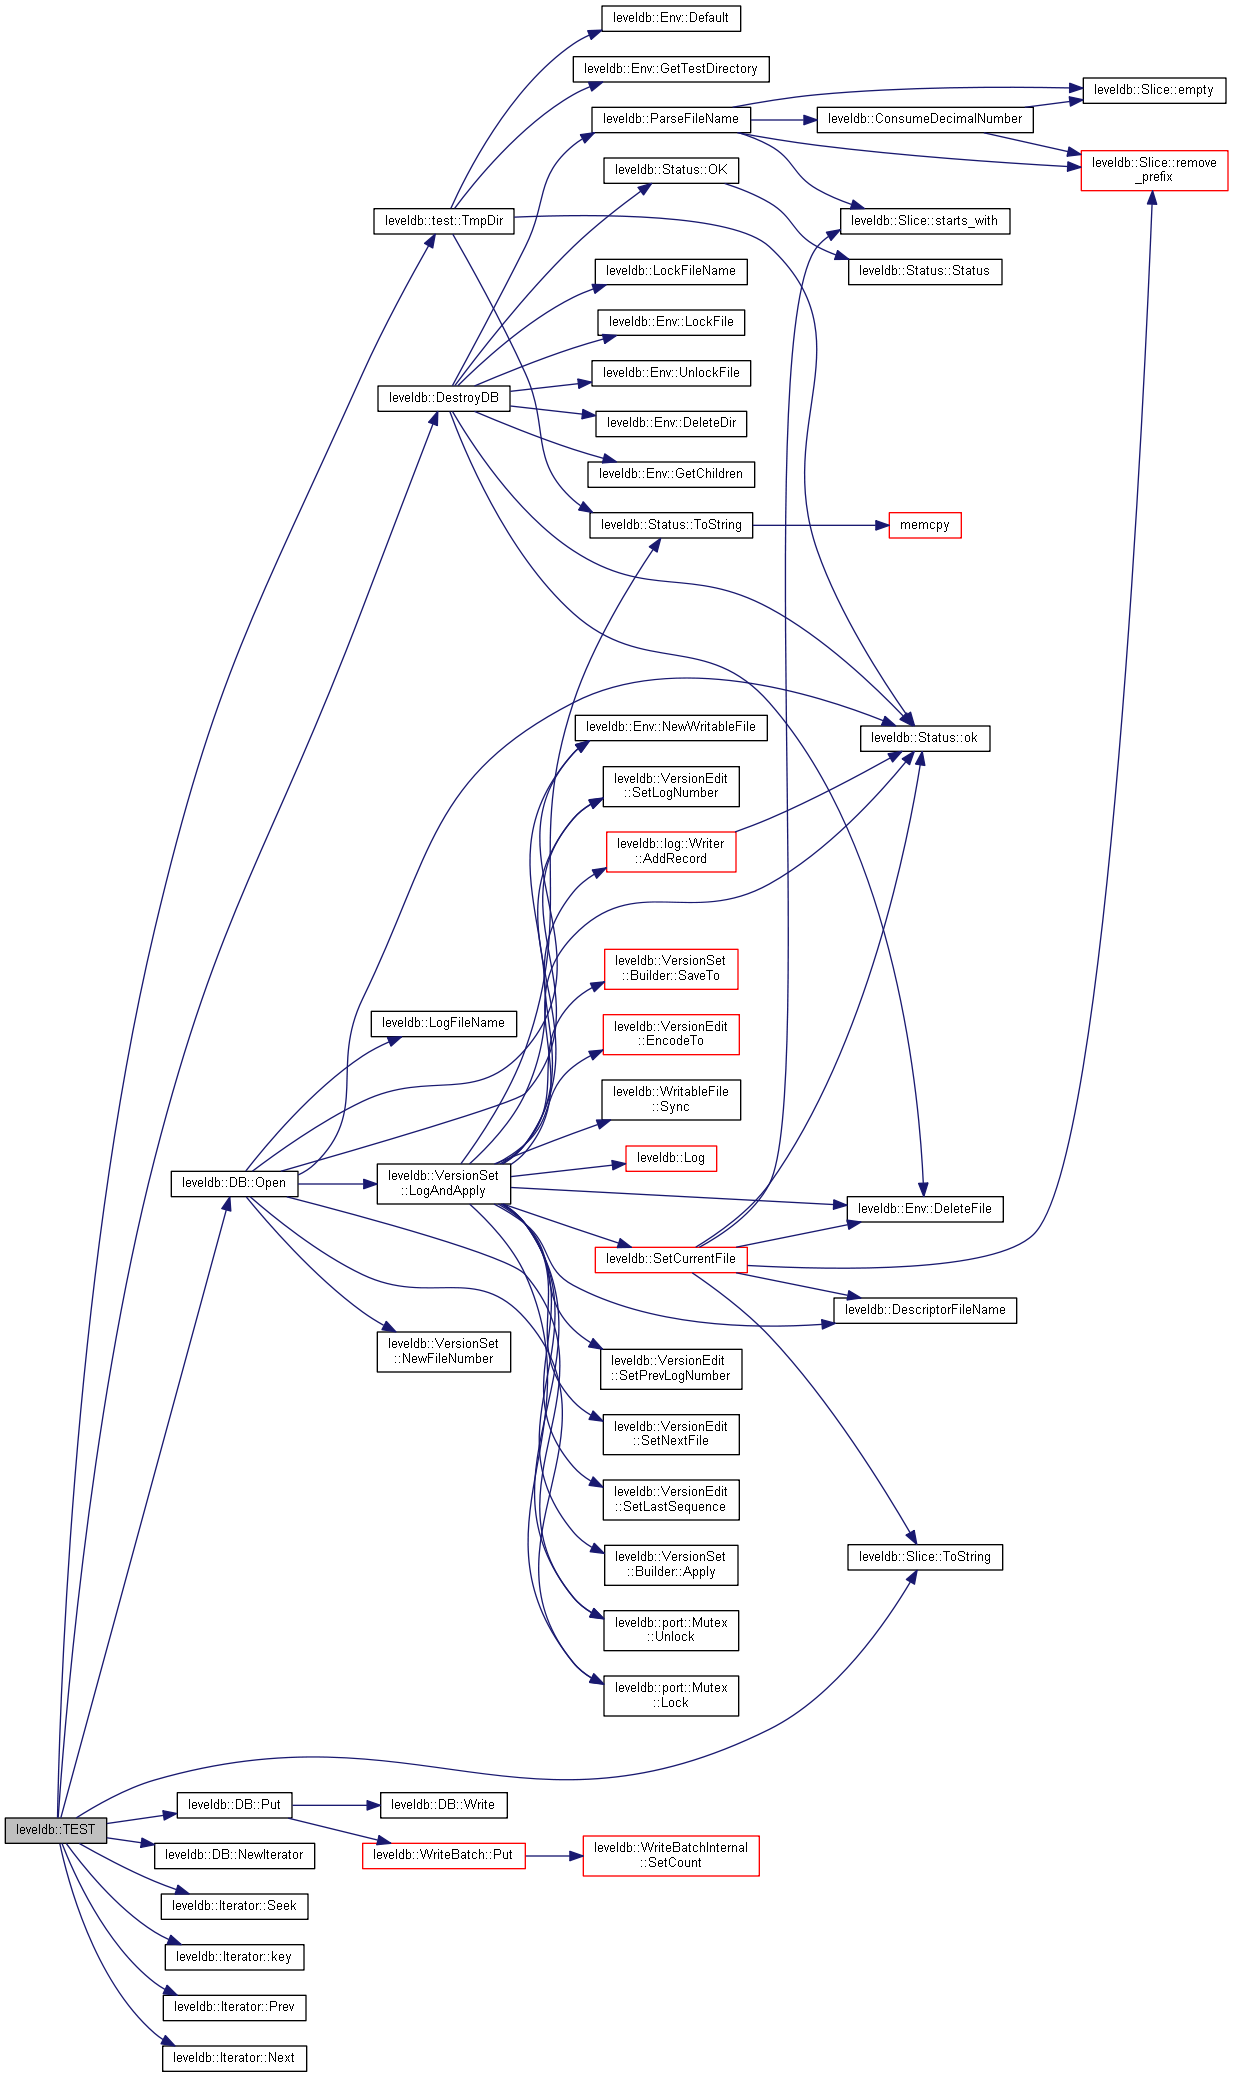 leveldb::Env::Default
leveldb::Env::GetTestDirectory
leveldb::Slice::empty
leveldb::ParseFileName
leveldb::ConsumeDecimalNumber
leveldb::Status::OK
leveldb::Slice::remove
_prefix
leveldb::test::TmpDir
leveldb::Slice::starts_with
leveldb::LockFileName
leveldb::Status::Status
leveldb::Env::LockFile
leveldb::Env::UnlockFile
leveldb::DestroyDB
leveldb::Env::DeleteDir
leveldb::Env::GetChildren
leveldb::Status::ToString
memcpy
leveldb::Env::NewWritableFile
leveldb::Status::ok
leveldb::VersionEdit
::SetLogNumber
leveldb::log::Writer
::AddRecord
leveldb::VersionSet
::Builder::SaveTo
leveldb::LogFileName
leveldb::VersionEdit
::EncodeTo
leveldb::WritableFile
::Sync
leveldb::Log
leveldb::DB::Open
leveldb::VersionSet
::LogAndApply
leveldb::Env::DeleteFile
leveldb::SetCurrentFile
leveldb::DescriptorFileName
leveldb::VersionSet
::NewFileNumber
leveldb::VersionEdit
::SetPrevLogNumber
leveldb::VersionEdit
::SetNextFile
leveldb::VersionEdit
::SetLastSequence
leveldb::VersionSet
::Builder::Apply
leveldb::Slice::ToString
leveldb::port::Mutex
::Unlock
leveldb::port::Mutex
::Lock
leveldb::DB::Put
leveldb::DB::Write
leveldb::TEST
leveldb::DB::NewIterator
leveldb::WriteBatch::Put
leveldb::WriteBatchInternal
::SetCount
leveldb::Iterator::Seek
leveldb::Iterator::key
leveldb::Iterator::Prev
leveldb::Iterator::Next